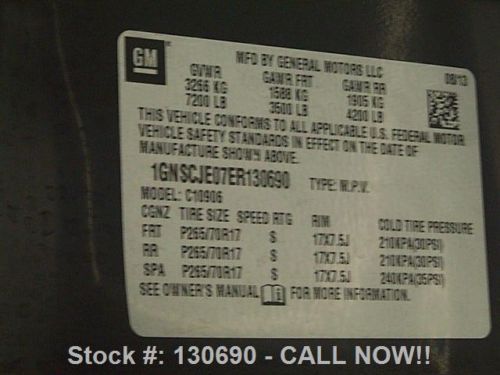 GM
MFD BY GENERAL MOTORS LLC 08/13
GVWR GAWR FRT GAWR RR
3266 KG 1588 KG 1905 KG
7200 LB 3500 LB 4200 LB
THIS VEHICLE CONFORMS TO ALL APPLICABLE U.S. FEDERAL MOTOR
VEHICLE SAFETY STANDARDS IN EFFECT ON THE DATE OF
MANUFACTURE SHOWN ABOVE.
1GNSCJE07ER130690 TYPE: M.P.V.
MODEL: C10906
CGNZ TIRE SIZE SPEED RTG RIM COLD TIRE PRESSURE
FRT P265/70R17 S 17X7.5J 210KPA(30PSI)
RR P265/70R17 S 17X7.5J 210KPA(30PSI)
SPA P265/70R17 S 17X7.5J 240KPA(35PSI)
SEE OWNER'S MANUAL FOR MORE INFORMATION.
Stock #: 130690 - CALL NOW!!